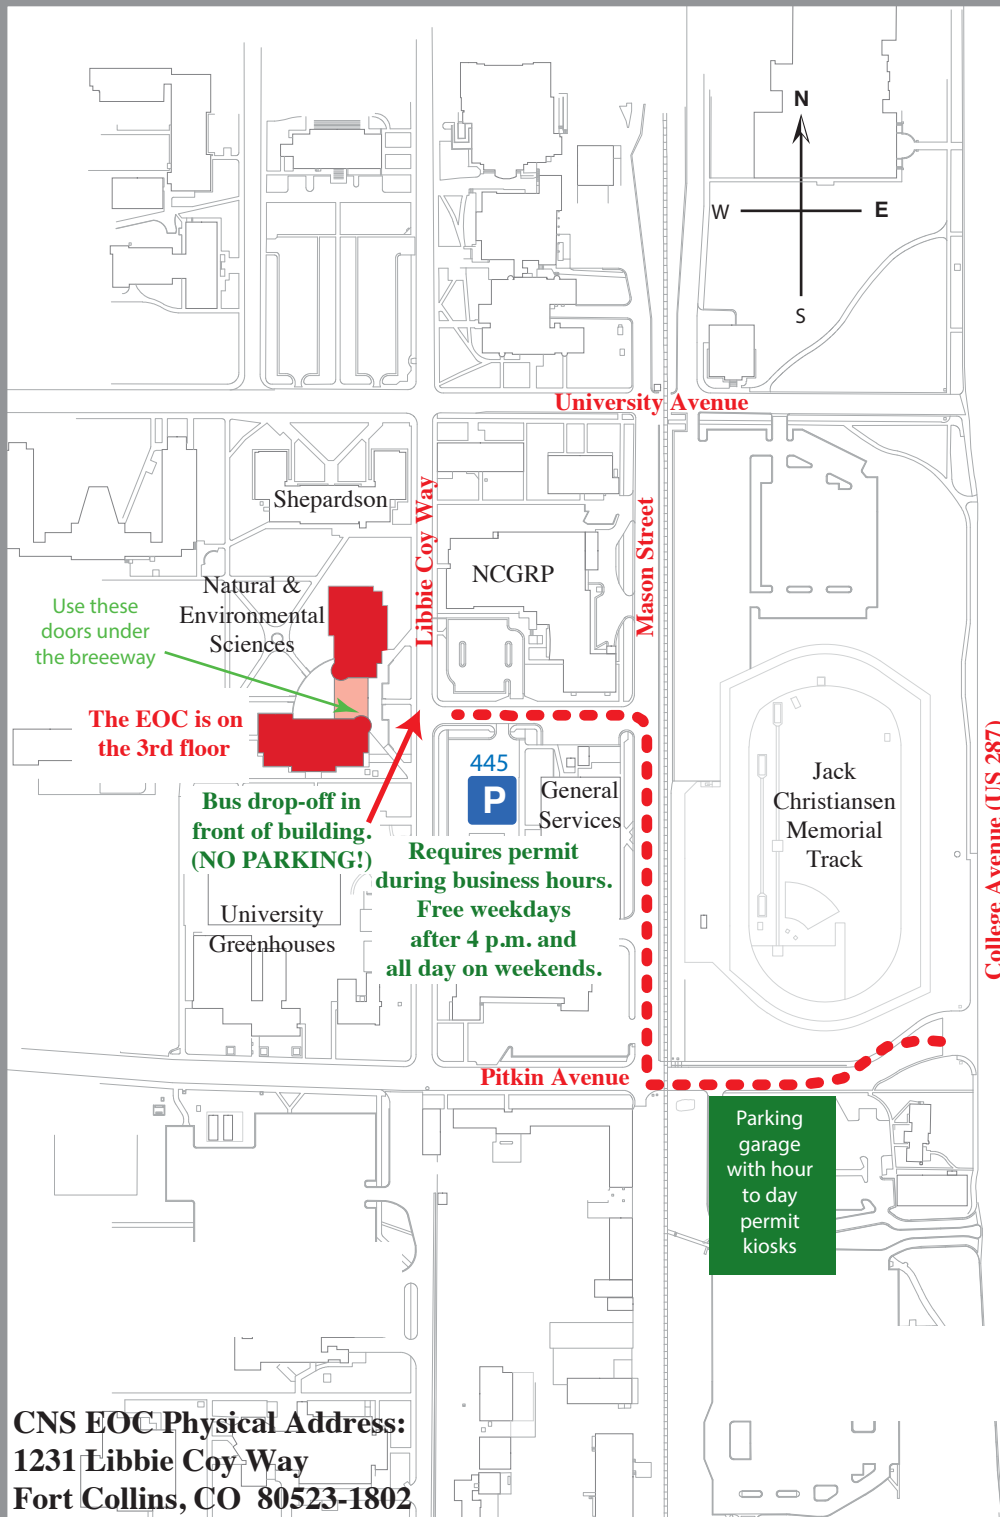 N
W
E
S
University Avenue
Shepardson
Libbie Coy Way
Mason Street
NCGRP
Natural &
Environmental
Sciences
Use these
doors under
the breeeway
The EOC is on
the 3rd floor
445
P
General
Services
Jack
Christiansen
Memorial
Track
College Avenue (US 287)
Bus drop-off in
front of building.
(NO PARKING!)
Requires permit
during business hours.
Free weekdays
after 4 p.m. and
all day on weekends.
University
Greenhouses
Pitkin Avenue
Parking
garage
with hour
to day
permit
kiosks
CNS EOC Physical Address:
1231 Libbie Coy Way
Fort Collins, CO  80523-1802